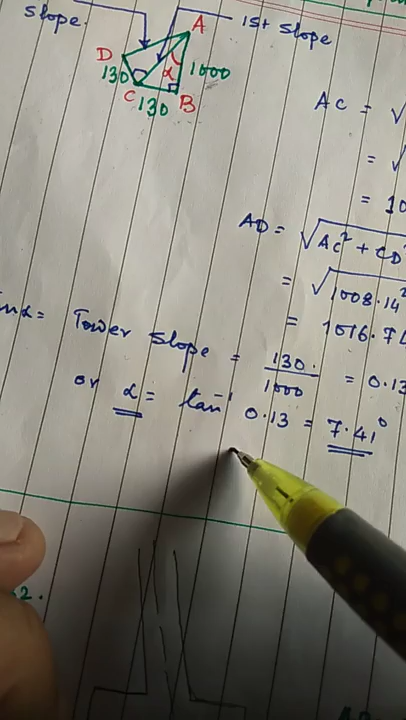 slope.
1st slope
A
D
130
α
1000
C
130
B
AC = √
= √
= 10
AD = √AC² + CD²
= √1008.14²
= 1016.7
tanα = Tower slope = 130/1000 = 0.13
or α = tan⁻¹ 0.13 = 7.41°
2.